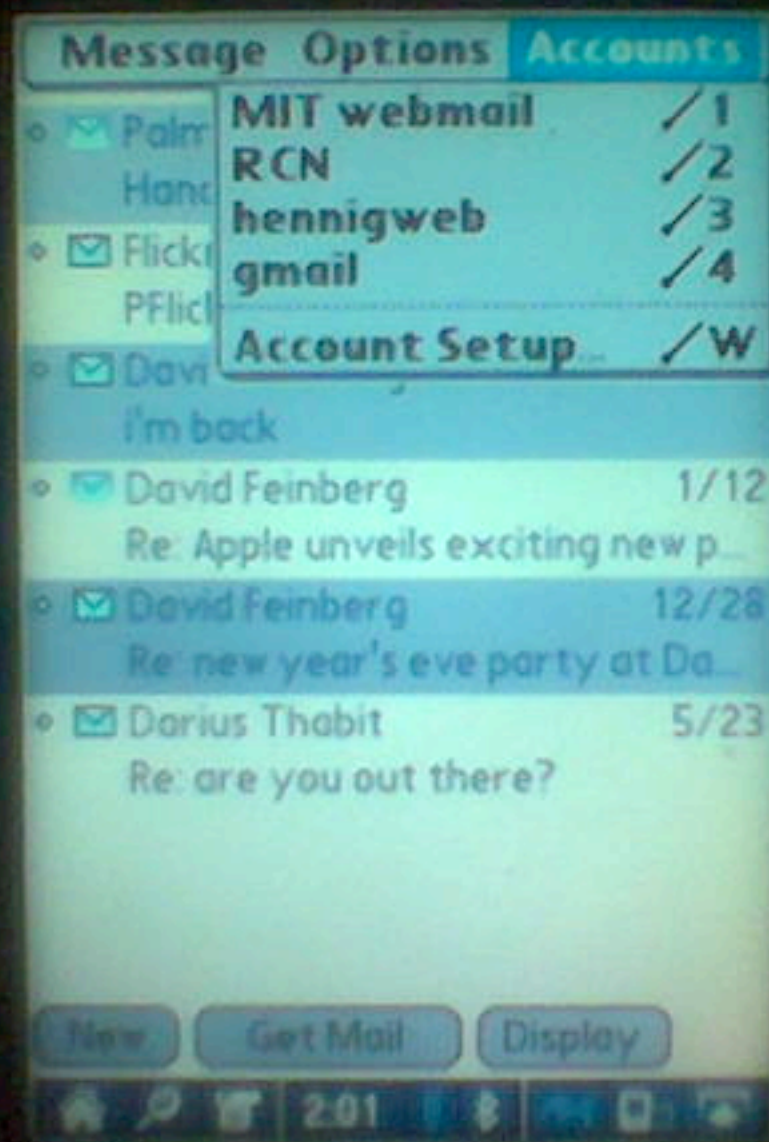 Message Options Accounts
MIT webmail /1
RCN /2
hennigweb /3
gmail /4
Account Setup... /W
Palm
Hand
Flickr
PFlick
Davi
i'm back
David Feinberg 1/12
Re: Apple unveils exciting new p...
David Feinberg 12/28
Re: new year's eve party at Da...
Darius Thabit 5/23
Re: are you out there?
New Get Mail Display
2:01